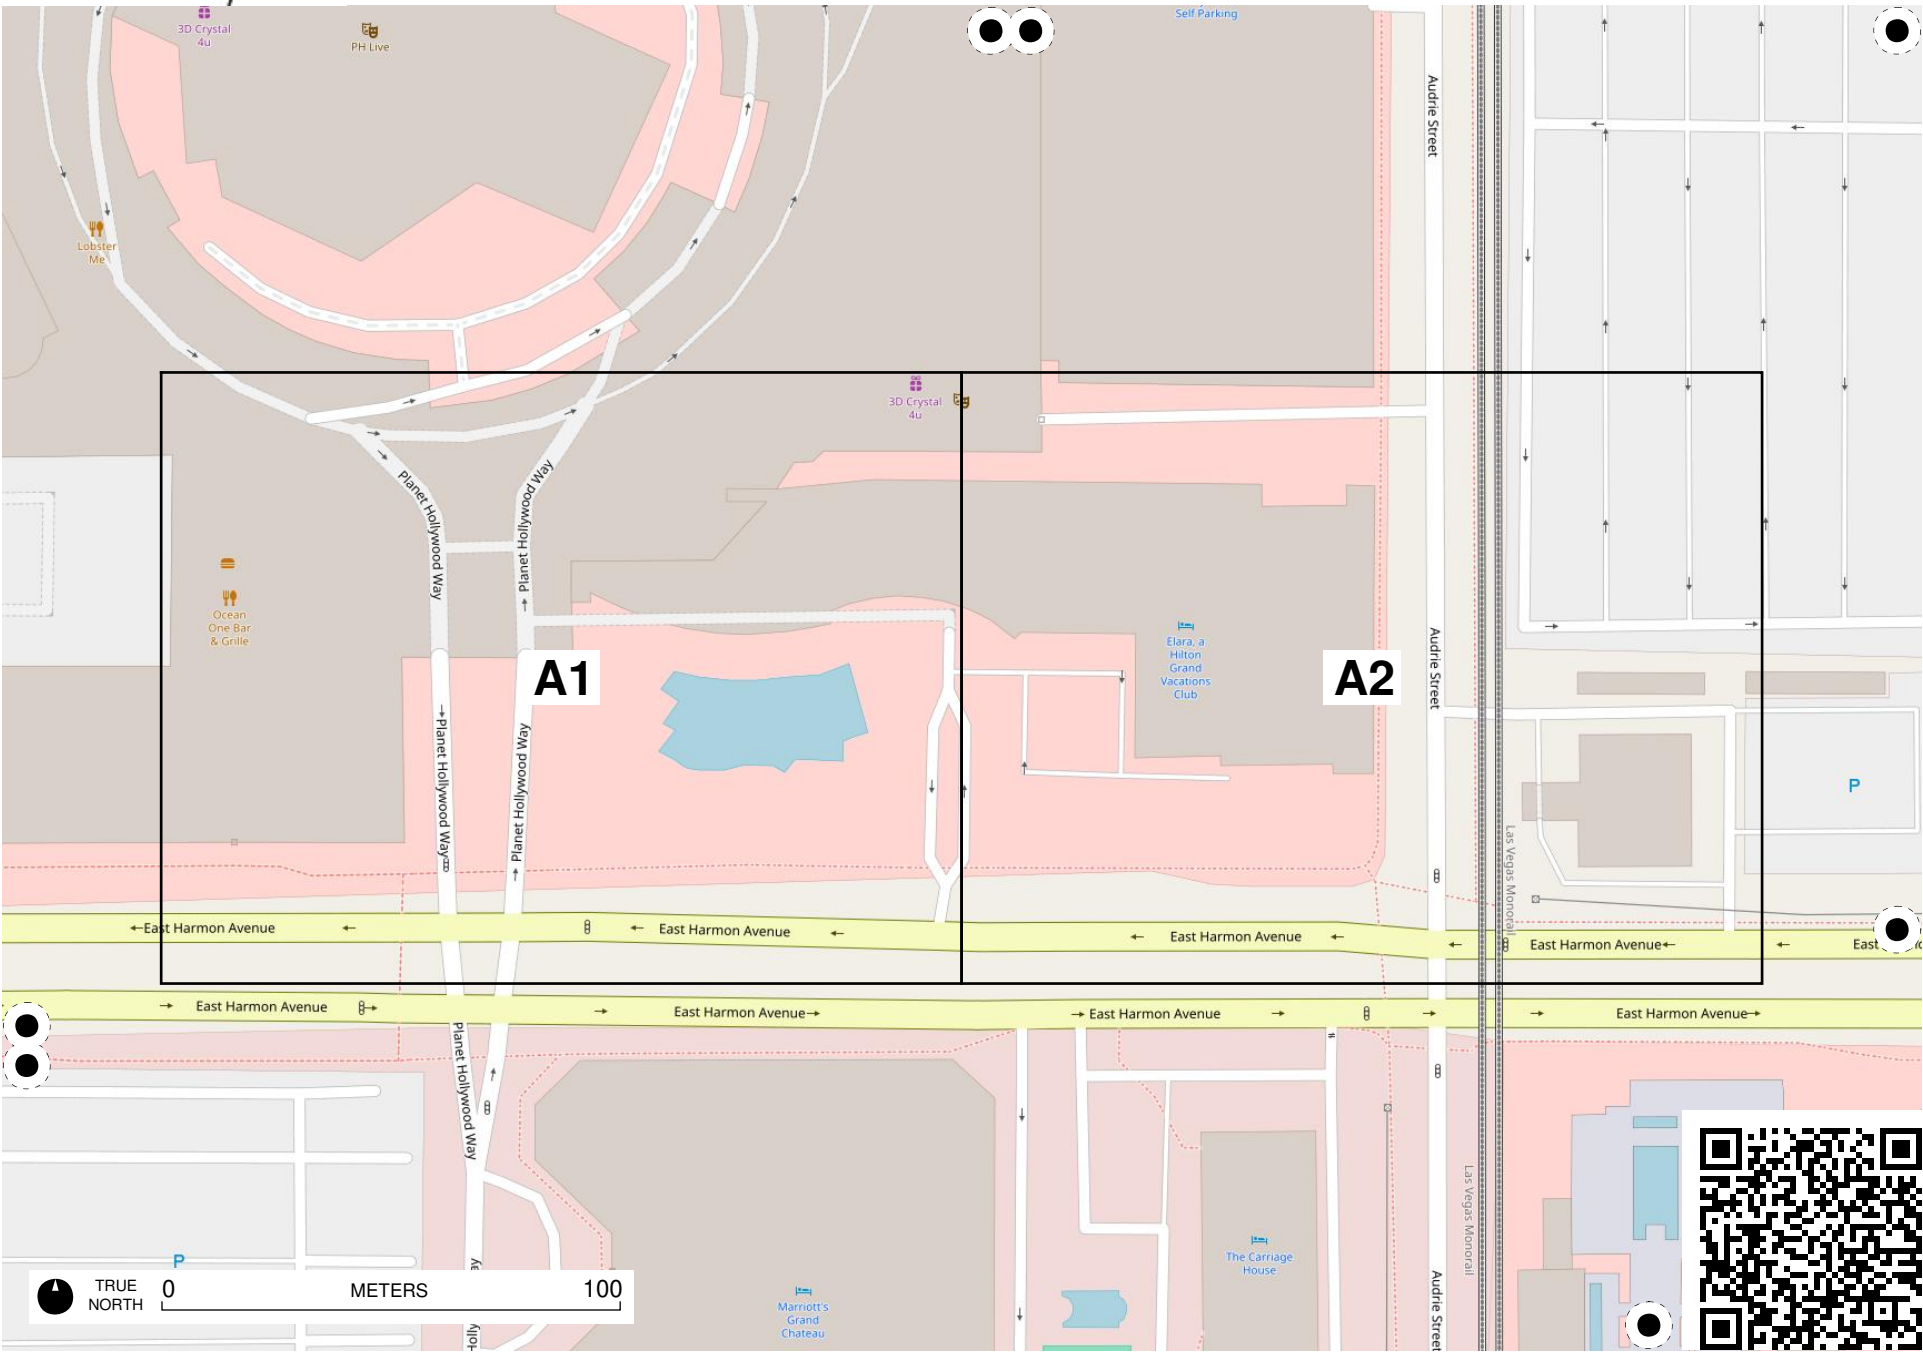 3D Crystal
4u
PH Live
Self Parking
Audrie Street
Lobster
Me
3D Crystal
4u
Planet Hollywood Way
Planet Hollywood Way
Ocean
One Bar
& Grille
Elara, a
Hilton
Grand
Vacations
Club
A1
A2
Audrie Street
Planet Hollywood Way
Planet Hollywood Way
P
Las Vegas Monorail
East Harmon Avenue
East Harmon Avenue
East Harmon Avenue
East Harmon Avenue
East
East Harmon Avenue
East Harmon Avenue
East Harmon Avenue
East Harmon Avenue
Planet Hollywood Way
Las Vegas Monorail
The Carriage
House
P
Audrie Street
Marriott's
Grand
Chateau
TRUE
NORTH
0
METERS
100